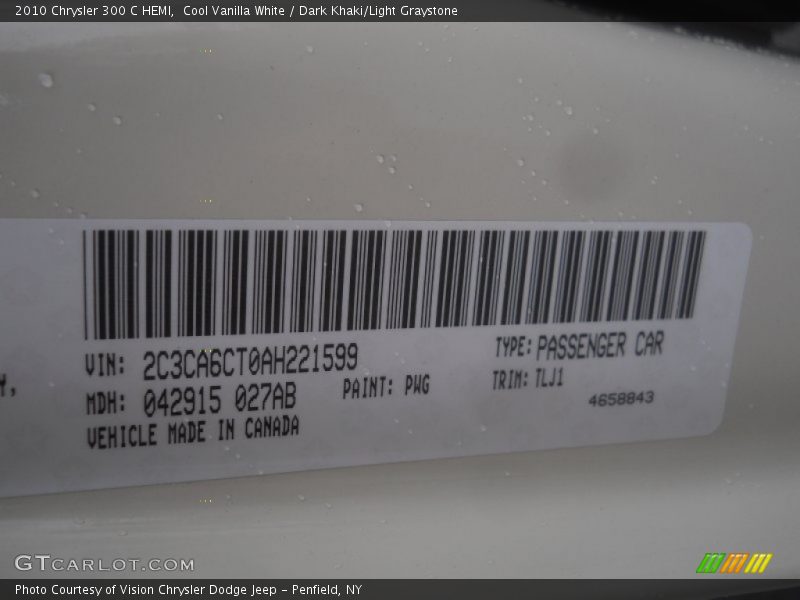 2010 Chrysler 300 C HEMI,  Cool Vanilla White / Dark Khaki/Light Graystone
VIN: 2C3CA6CT0AH221599
TYPE: PASSENGER CAR
Y,
MDH: 042915 027AB
PAINT: PWG
TRIM: TLJ1
4658843
VEHICLE MADE IN CANADA
GTCARLOT.COM
Photo Courtesy of Vision Chrysler Dodge Jeep – Penfield, NY